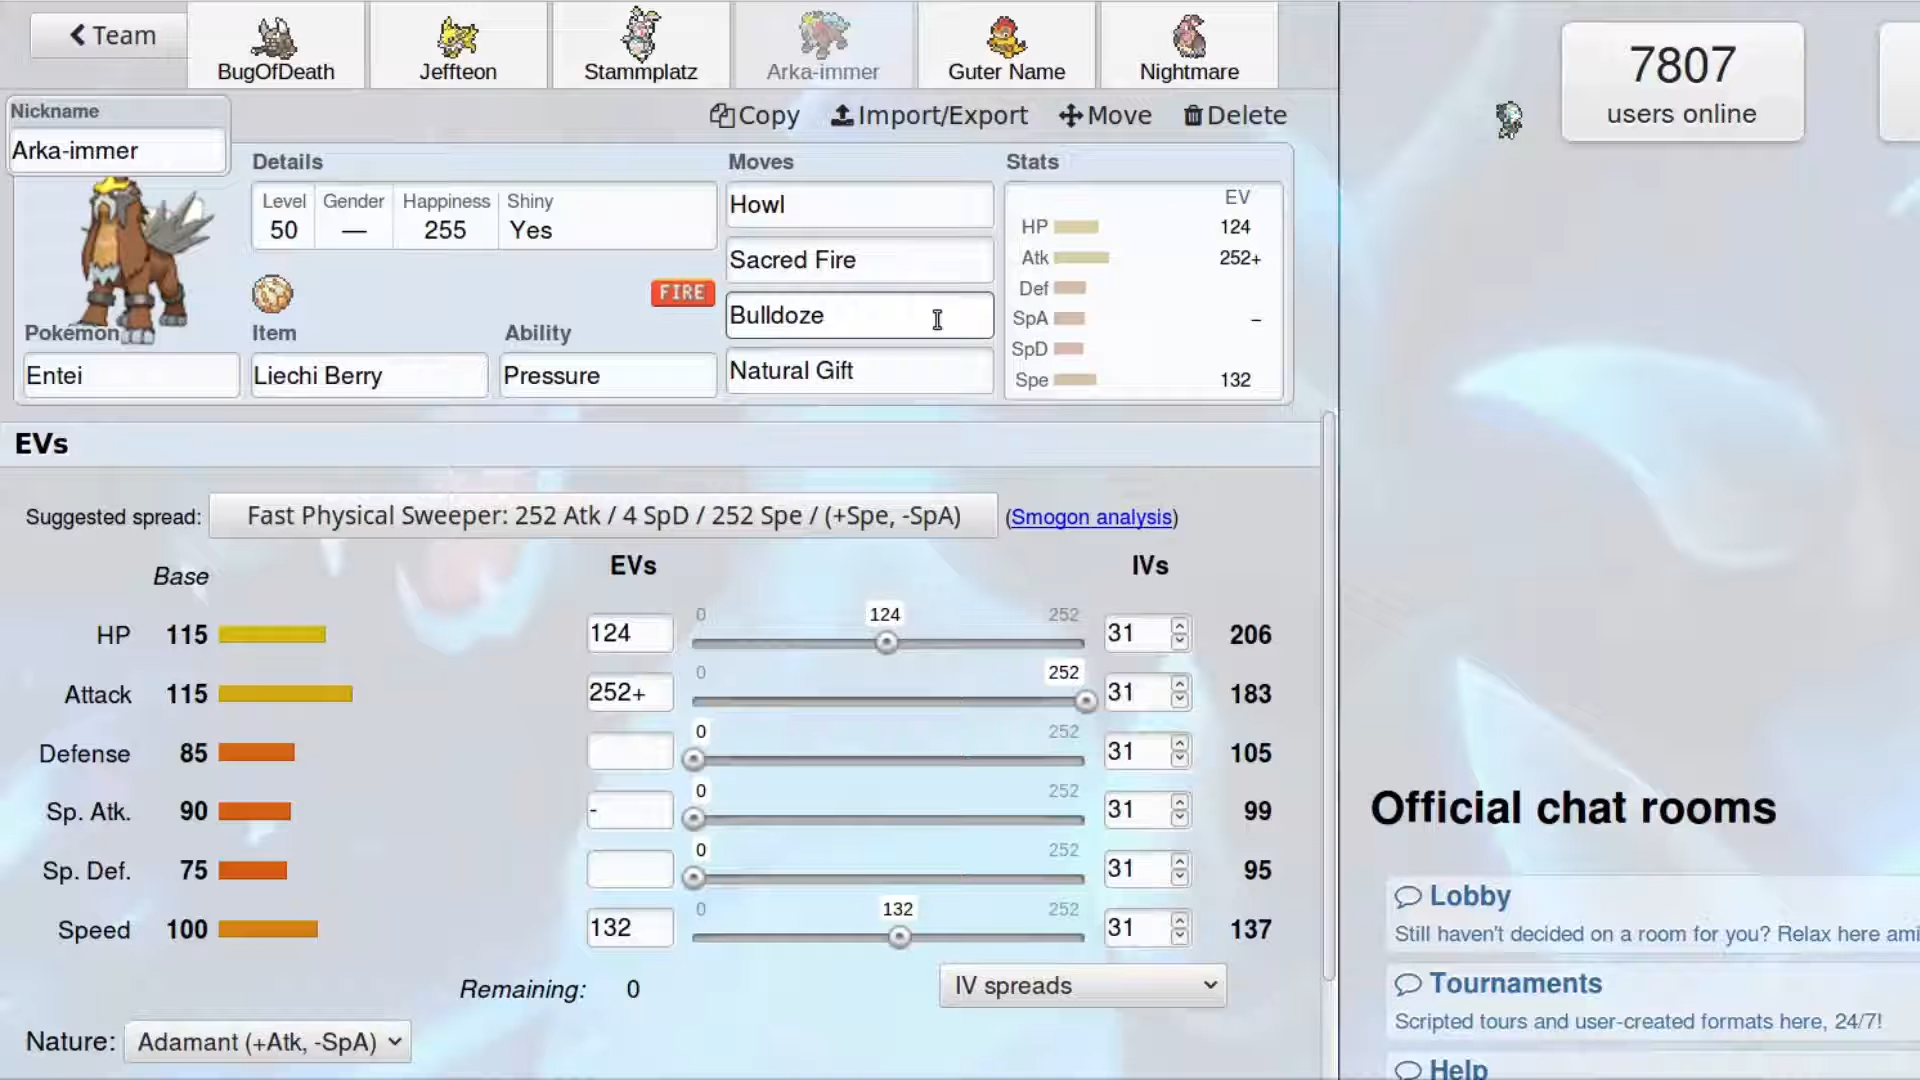 Team
BugOfDeath
Jeffteon
Stammplatz
Arka-immer
Guter Name
Nightmare
7807
users online
Nickname
Arka-immer
Copy
Import/Export
Move
Delete
Details
Level
50
Gender
—
Happiness
255
Shiny
Yes
FIRE
Pokémon
Entei
Item
Liechi Berry
Ability
Pressure
Moves
Howl
Sacred Fire
Bulldoze
Natural Gift
Stats
EV
HP 124
Atk 252+
Def
SpA −
SpD
Spe 132
EVs
Suggested spread: Fast Physical Sweeper: 252 Atk / 4 SpD / 252 Spe / (+Spe, -SpA) (Smogon analysis)
Base EVs IVs
HP 115 124 0 124 252 31 206
Attack 115 252+ 0 252 31 183
Defense 85 0 252 31 105
Sp. Atk. 90 - 0 252 31 99
Sp. Def. 75 0 252 31 95
Speed 100 132 0 132 252 31 137
Remaining: 0
IV spreads
Nature: Adamant (+Atk, -SpA)
Official chat rooms
Lobby
Still haven't decided on a room for you? Relax here ami
Tournaments
Scripted tours and user-created formats here, 24/7!
Help